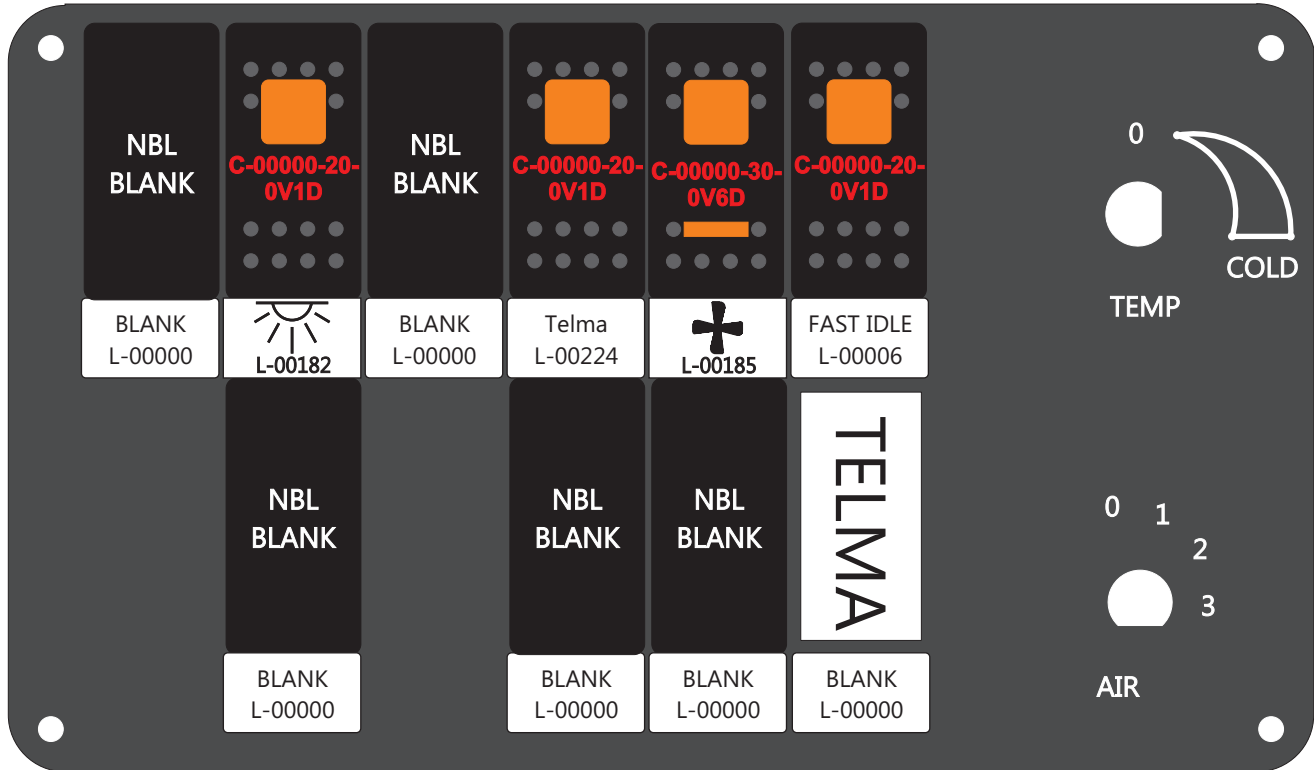 NBL
BLANK
C-00000-20-
0V1D
NBL
BLANK
C-00000-20-
0V1D
C-00000-30-
0V6D
C-00000-20-
0V1D
0
COLD
TEMP
BLANK
L-00000
L-00182
BLANK
L-00000
Telma
L-00224
L-00185
FAST IDLE
L-00006
NBL
BLANK
NBL
BLANK
NBL
BLANK
TELMA
0
1
2
3
AIR
BLANK
L-00000
BLANK
L-00000
BLANK
L-00000
BLANK
L-00000